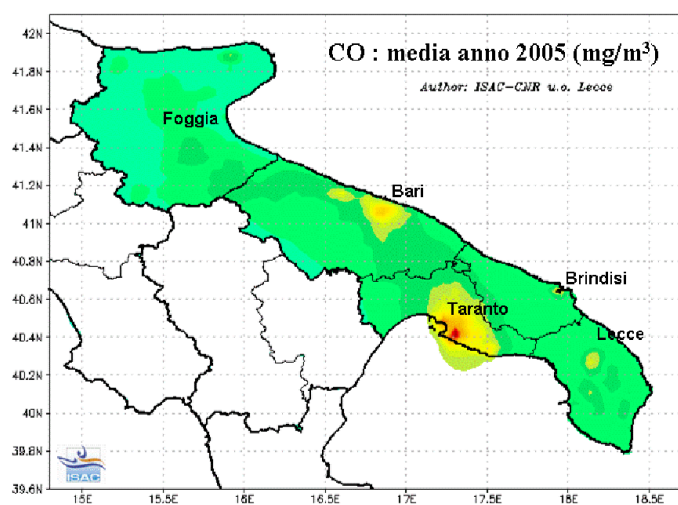 CO : media anno 2005 (mg/m³)
Author: ISAC-CNR u.o. Lecce
Foggia
Bari
Brindisi
Taranto
Lecce
ISAC
42N
41.8N
41.6N
41.4N
41.2N
41N
40.8N
40.6N
40.4N
40.2N
40N
39.8N
39.6N
15E 15.5E 16E 16.5E 17E 17.5E 18E 18.5E